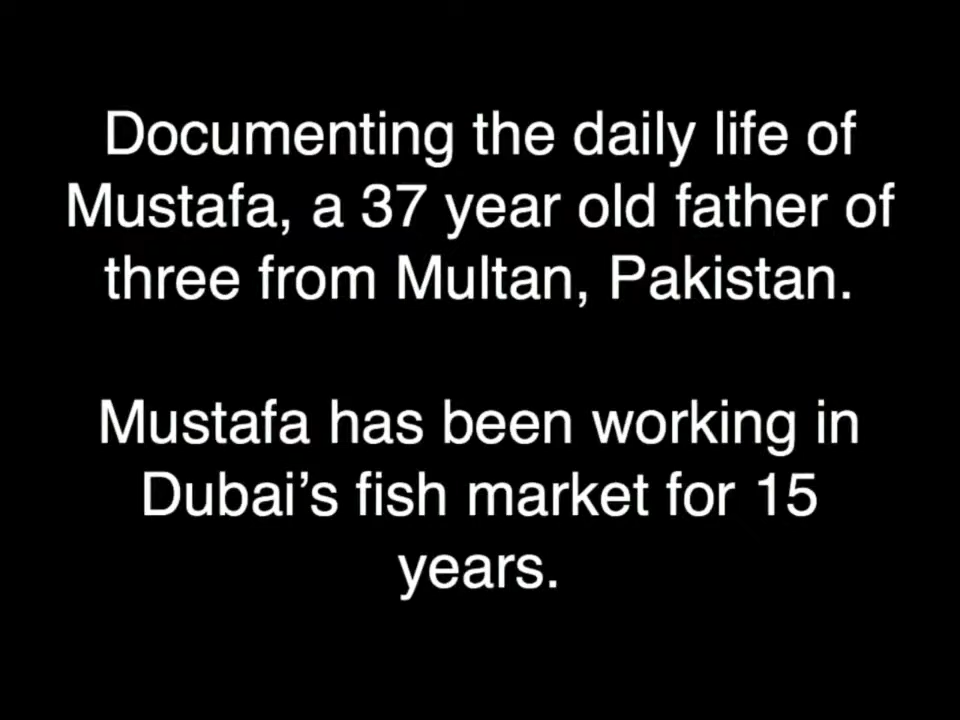 Documenting the daily life of
Mustafa, a 37 year old father of
three from Multan, Pakistan.
Mustafa has been working in
Dubai’s fish market for 15
years.